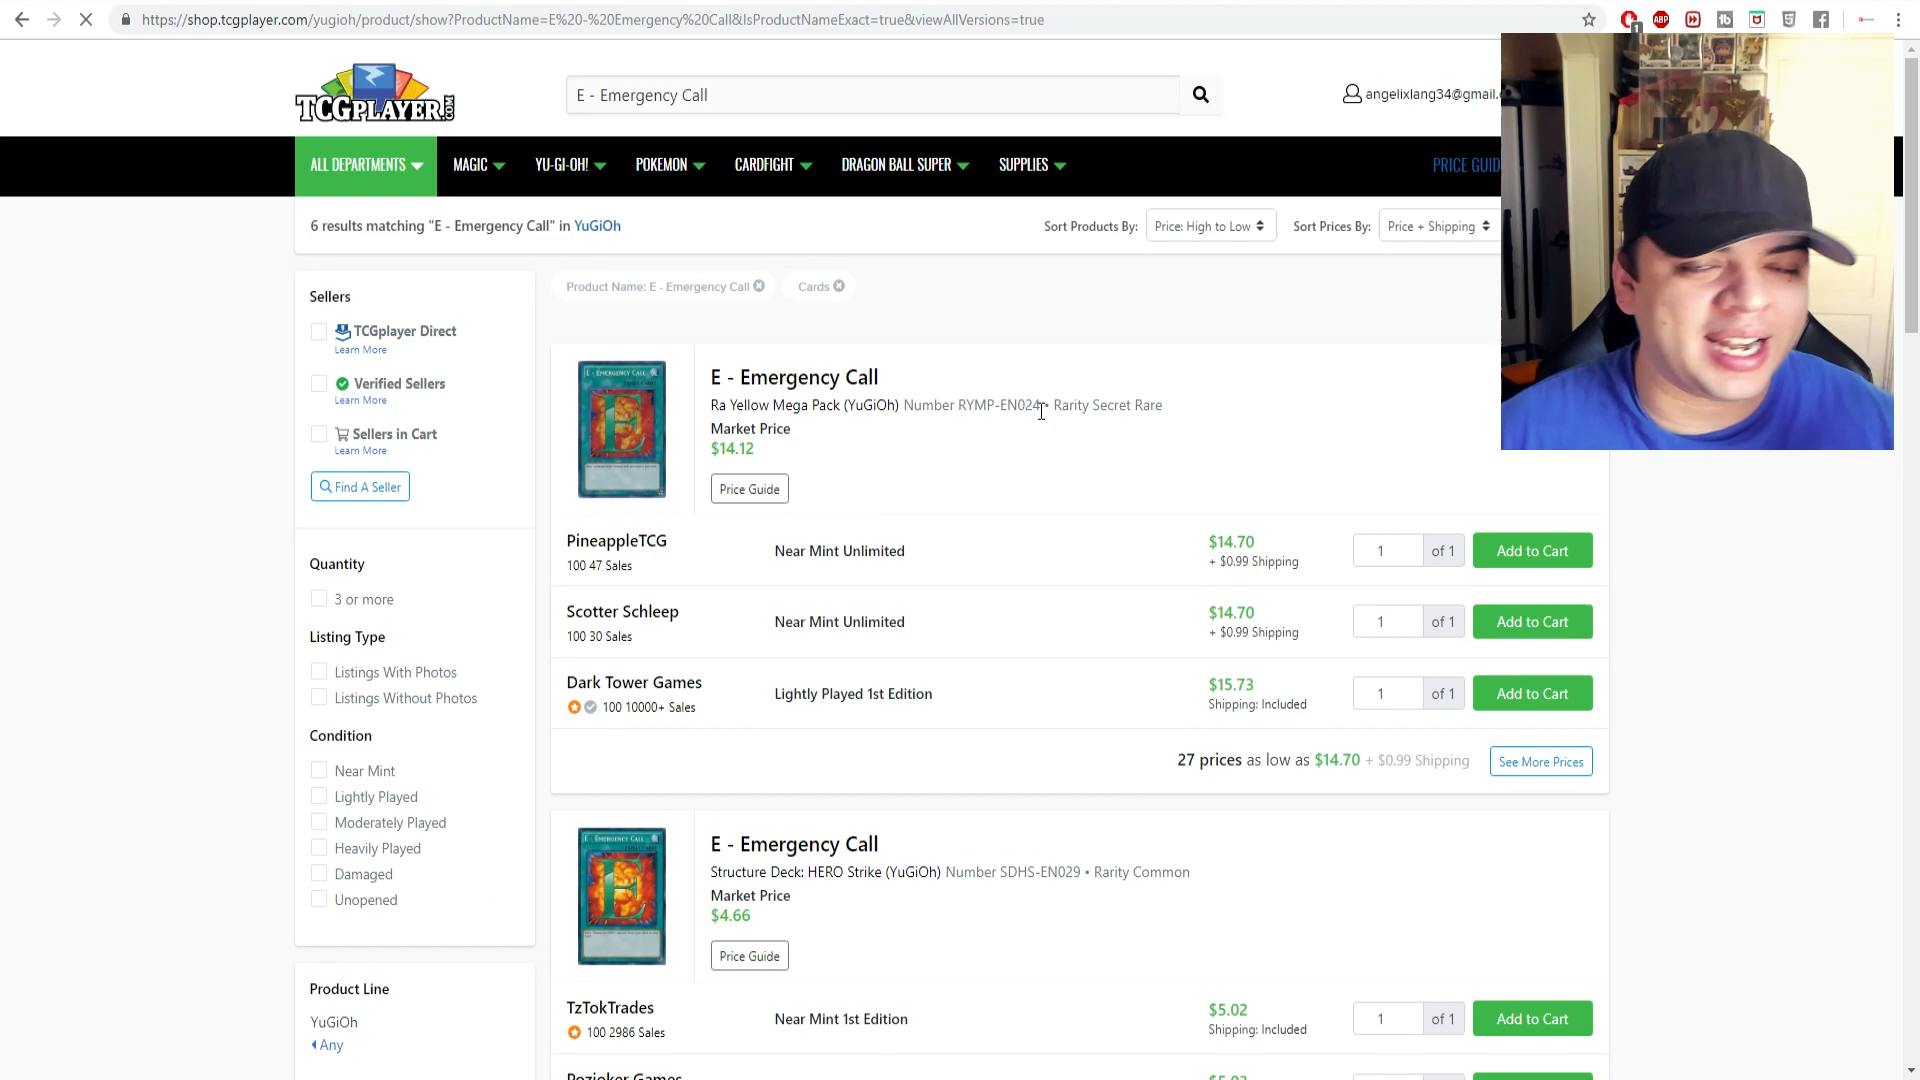 https://shop.tcgplayer.com/yugioh/product/show?ProductName=E%20-%20Emergency%20Call&IsProductNameExact=true&viewAllVersions=true
ABP
1
TCGPLAYER.COM
E - Emergency Call
angelixlang34@gmail.
ALL DEPARTMENTS
MAGIC
YU-GI-OH!
POKEMON
CARDFIGHT
DRAGON BALL SUPER
SUPPLIES
PRICE GUID
6 results matching "E - Emergency Call" in YuGiOh
Sort Products By:
Price: High to Low
Sort Prices By:
Price + Shipping
Sellers
TCGplayer Direct
Learn More
Verified Sellers
Learn More
Sellers in Cart
Learn More
Find A Seller
Quantity
3 or more
Listing Type
Listings With Photos
Listings Without Photos
Condition
Near Mint
Lightly Played
Moderately Played
Heavily Played
Damaged
Unopened
Product Line
YuGiOh
Any
Product Name: E - Emergency Call
Cards
E - EMERGENCY CALL
E - Emergency Call
Ra Yellow Mega Pack (YuGiOh) Number RYMP-EN024 • Rarity Secret Rare
Market Price
$14.12
Price Guide
PineappleTCG
100 47 Sales
Near Mint Unlimited
$14.70
+ $0.99 Shipping
1 of 1
Add to Cart
Scotter Schleep
100 30 Sales
Near Mint Unlimited
$14.70
+ $0.99 Shipping
1 of 1
Add to Cart
Dark Tower Games
100 10000+ Sales
Lightly Played 1st Edition
$15.73
Shipping: Included
1 of 1
Add to Cart
27 prices as low as $14.70 + $0.99 Shipping
See More Prices
E - EMERGENCY CALL
E - Emergency Call
Structure Deck: HERO Strike (YuGiOh) Number SDHS-EN029 • Rarity Common
Market Price
$4.66
Price Guide
TzTokTrades
100 2986 Sales
Near Mint 1st Edition
$5.02
Shipping: Included
1 of 1
Add to Cart